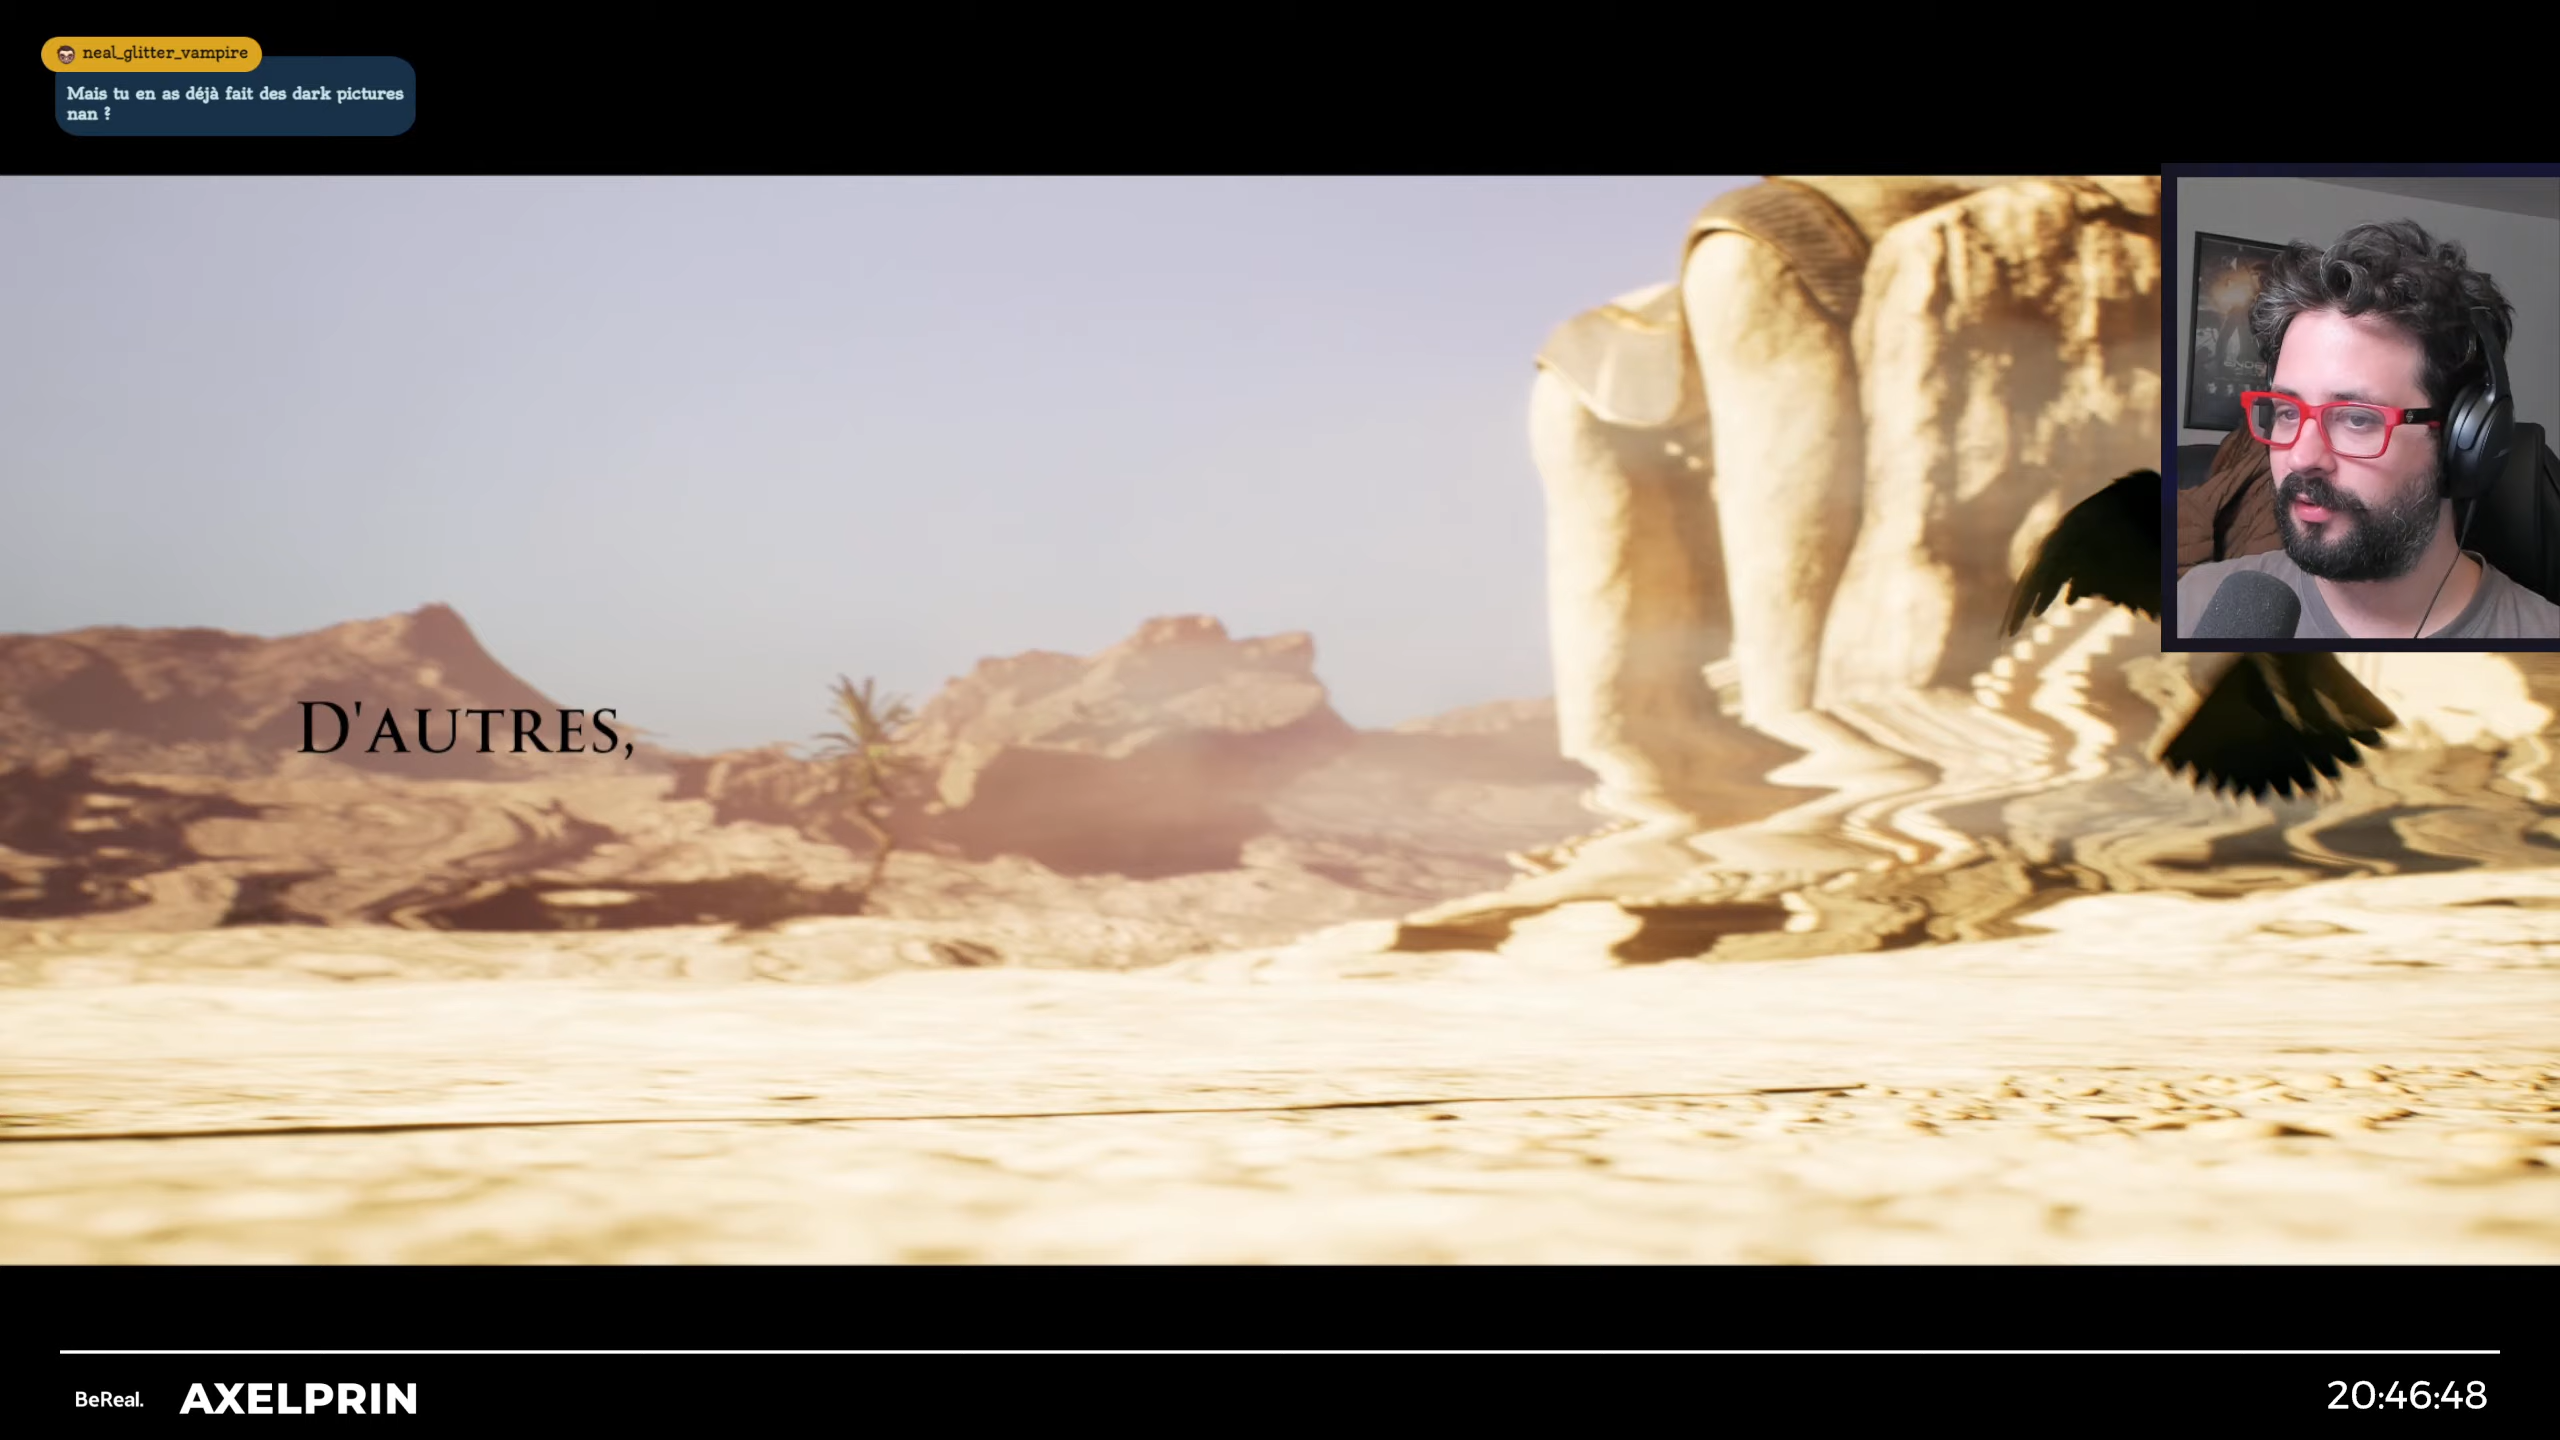 neal_glitter_vampire
Mais tu en as déjà fait des dark pictures
nan ?
D'AUTRES,
BeReal. AXELPRIN
20:46:48